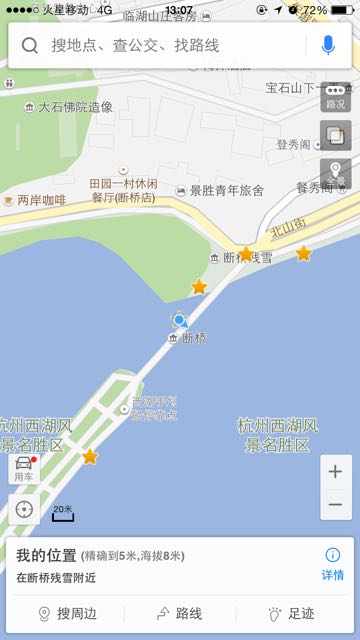 火星移动 4G 13:07 72%
临湖山庄客房
搜地点、查公交、找路线
宝石山下一弄
大石佛院造像
路况
登秀阁
田园一村休闲
餐厅(断桥店)
景胜青年旅舍
餐秀阁
全景
两岸咖啡
北山街
断桥残雪
断桥
西湖手划
船停靠点
杭州西湖风
景名胜区
杭州西湖风
景名胜区
用车
20米
我的位置 (精确到5米,海拔8米)
在断桥残雪附近
详情
搜周边
路线
足迹